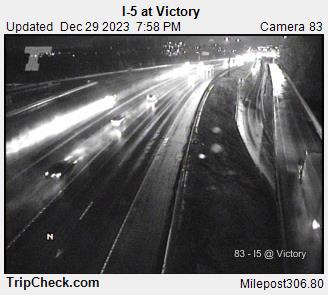 I-5 at Victory
Updated Dec 29 2023 7:58 PM Camera 83
T
N
83 - I5 @ Victory
TripCheck.com Milepost306.80